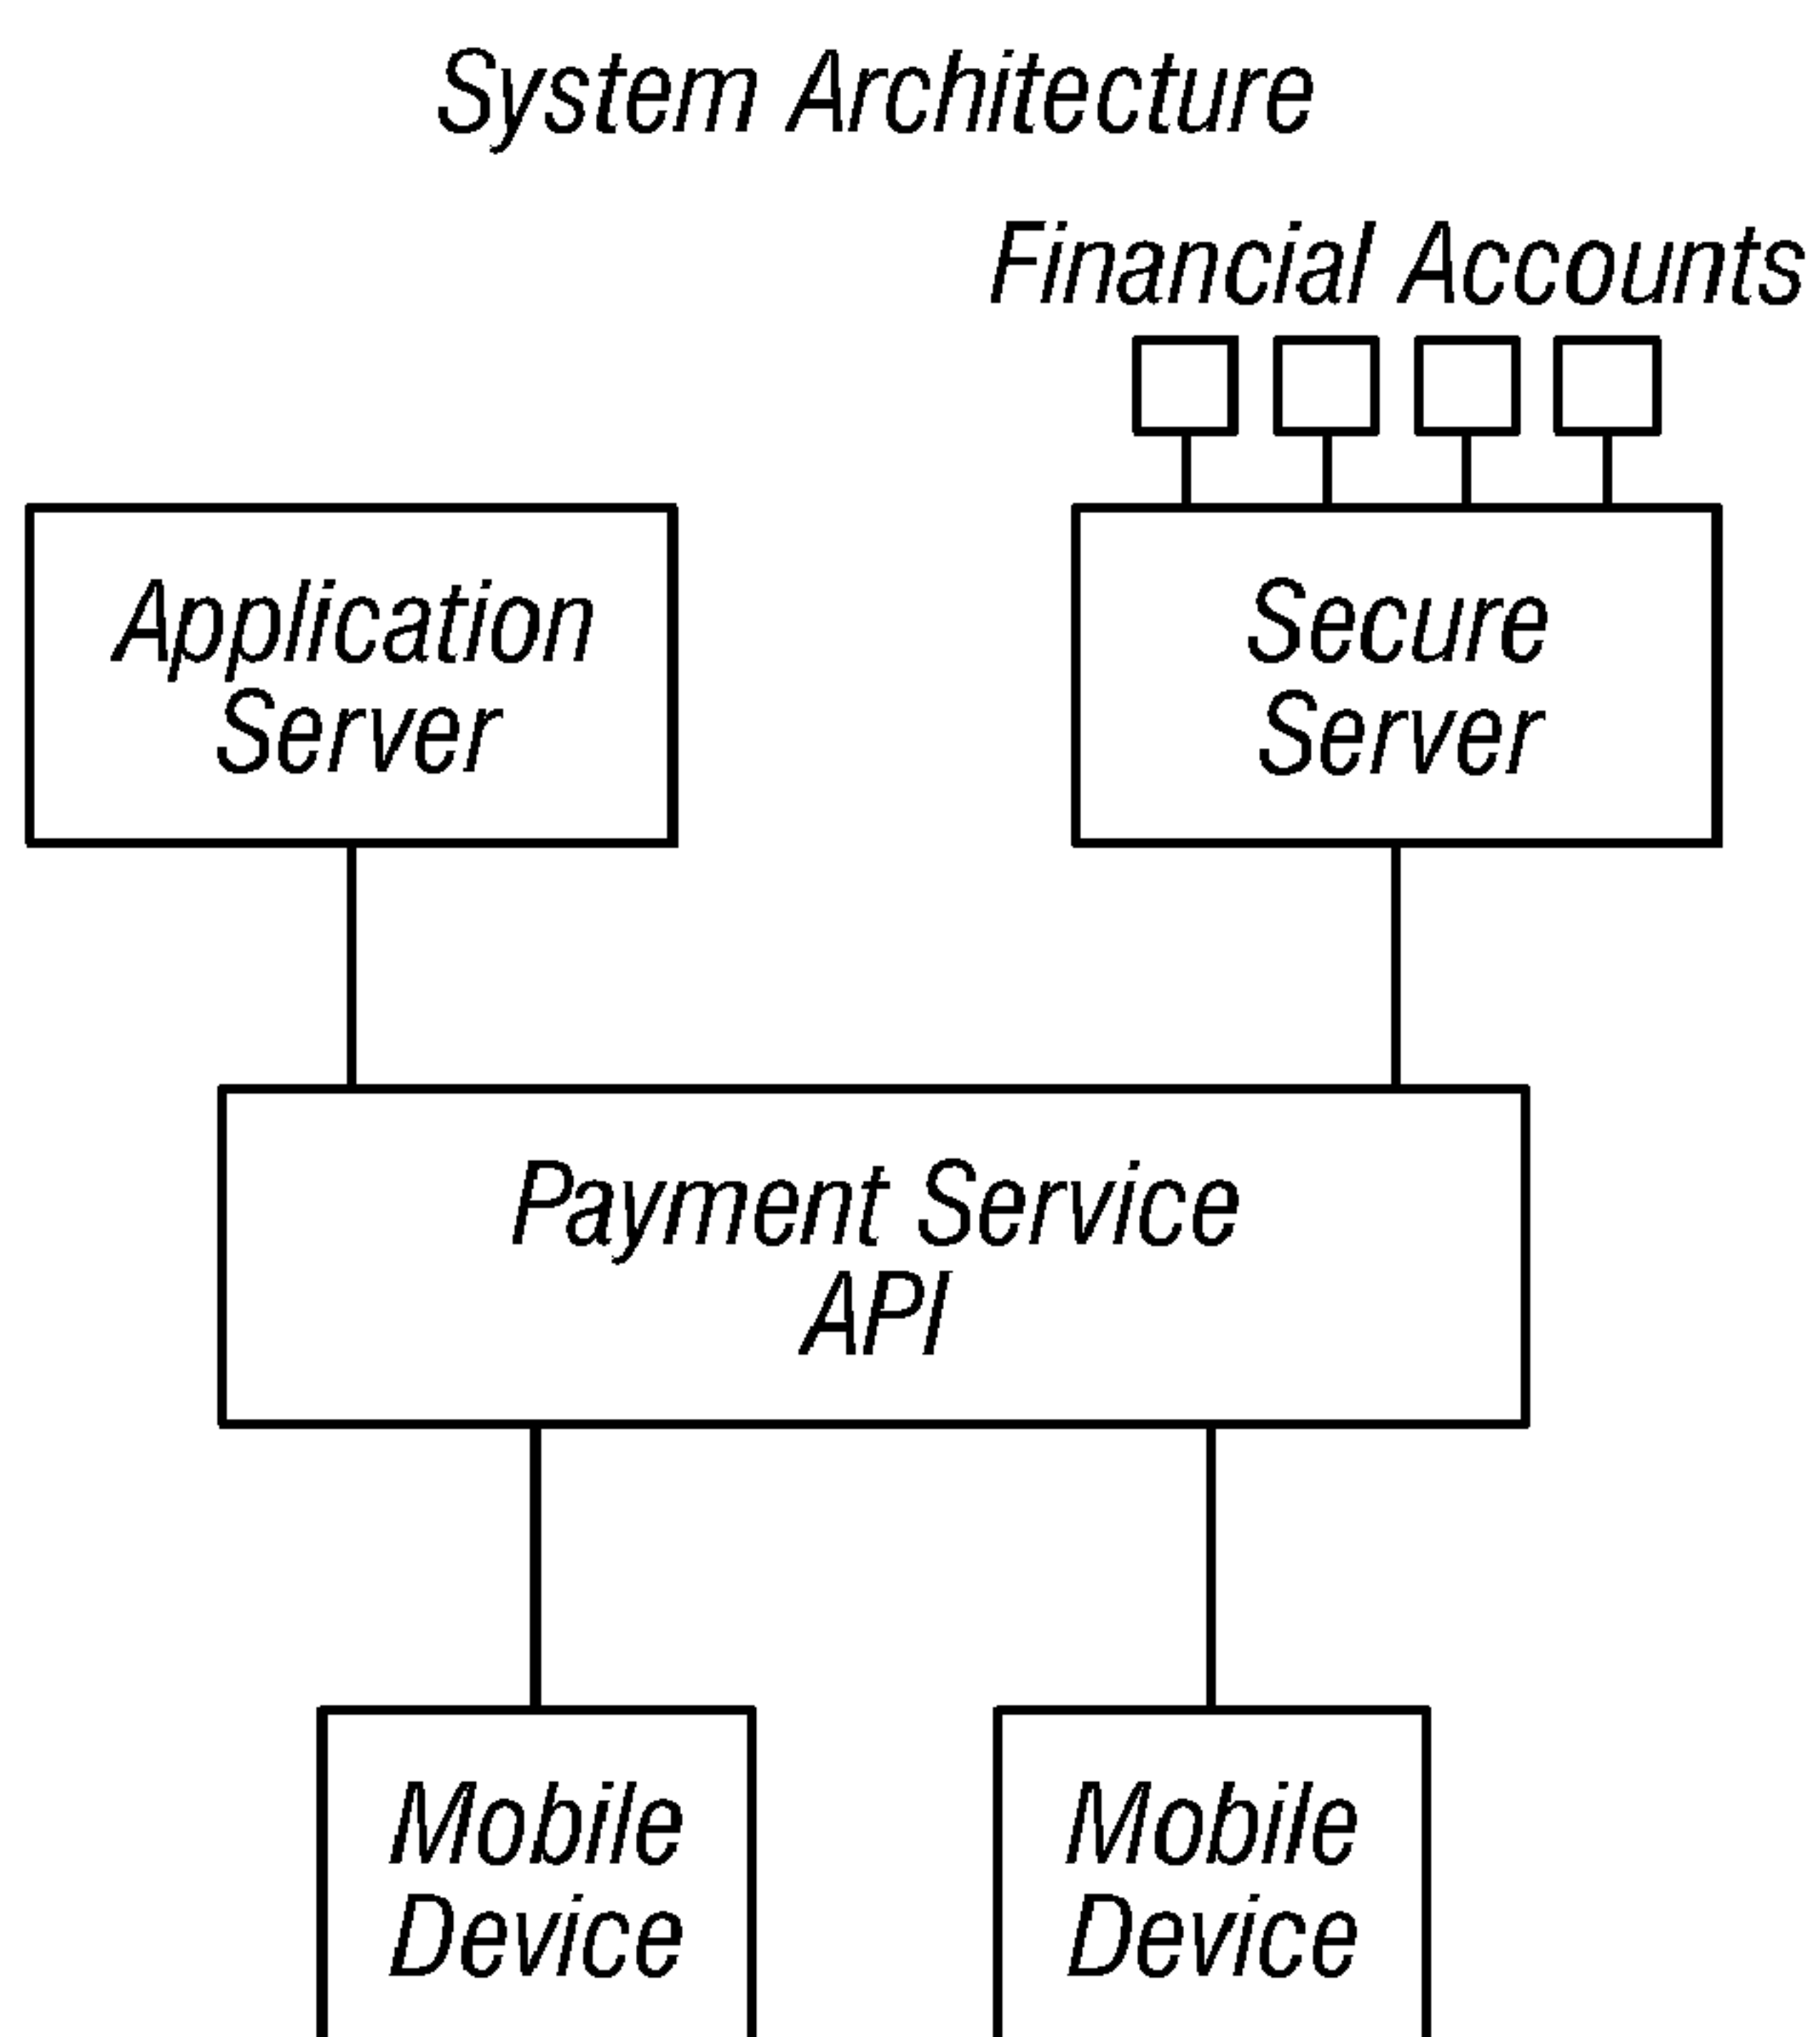 System Architecture
Financial Accounts
Application
Server
Secure
Server
Payment Service
API
Mobile
Device
Mobile
Device